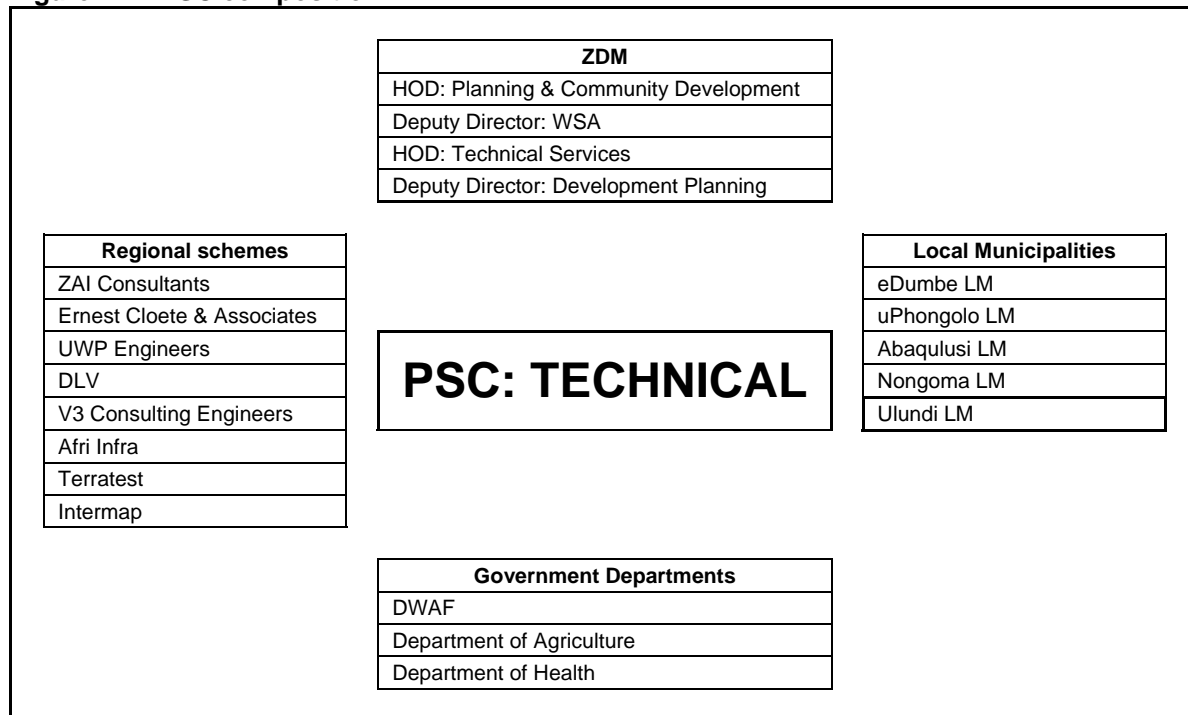 ZDM
HOD: Planning & Community Development
Deputy Director: WSA
HOD: Technical Services
Deputy Director: Development Planning
Regional schemes
ZAI Consultants
Ernest Cloete & Associates
UWP Engineers
DLV
V3 Consulting Engineers
Afri Infra
Terratest
Intermap
PSC: TECHNICAL
Local Municipalities
eDumbe LM
uPhongolo LM
Abaqulusi LM
Nongoma LM
Ulundi LM
Government Departments
DWAF
Department of Agriculture
Department of Health